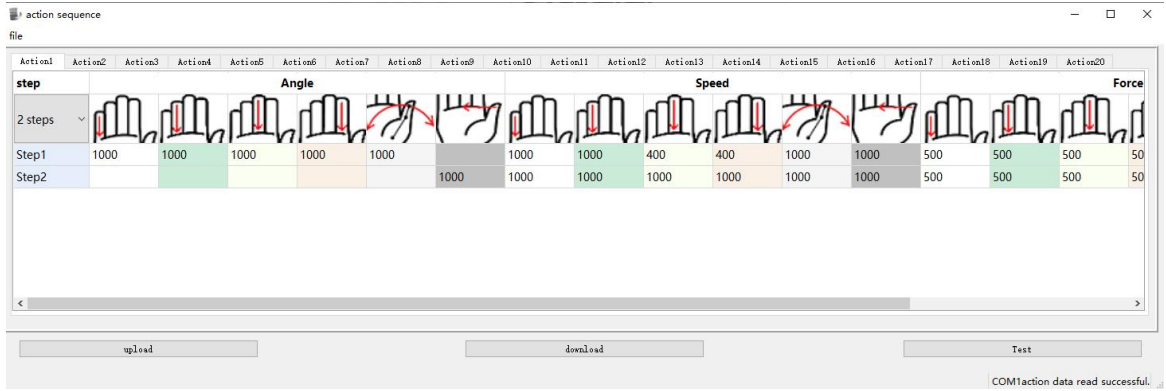 action sequence
file
Action1 Action2 Action3 Action4 Action5 Action6 Action7 Action8 Action9 Action10 Action11 Action12 Action13 Action14 Action15 Action16 Action17 Action18 Action19 Action20
step Angle Speed Force
2 steps
Step1 1000 1000 1000 1000 1000 1000 1000 400 400 1000 1000 500 500 500 50
Step2 1000 1000 1000 1000 1000 1000 1000 500 500 500 50
upload download Test
COM1action data read successful.